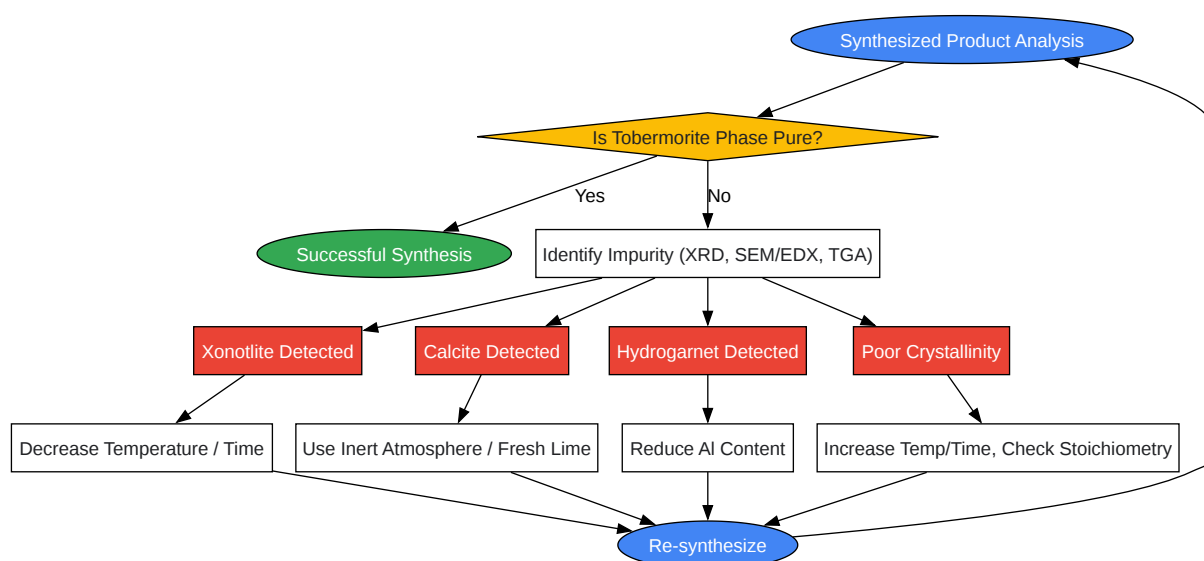 Synthesized Product Analysis
Is Tobermorite Phase Pure?
Yes
No
Successful Synthesis
Identify Impurity (XRD, SEM/EDX, TGA)
Xonotlite Detected
Calcite Detected
Hydrogarnet Detected
Poor Crystallinity
Decrease Temperature / Time
Use Inert Atmosphere / Fresh Lime
Reduce Al Content
Increase Temp/Time, Check Stoichiometry
Re-synthesize